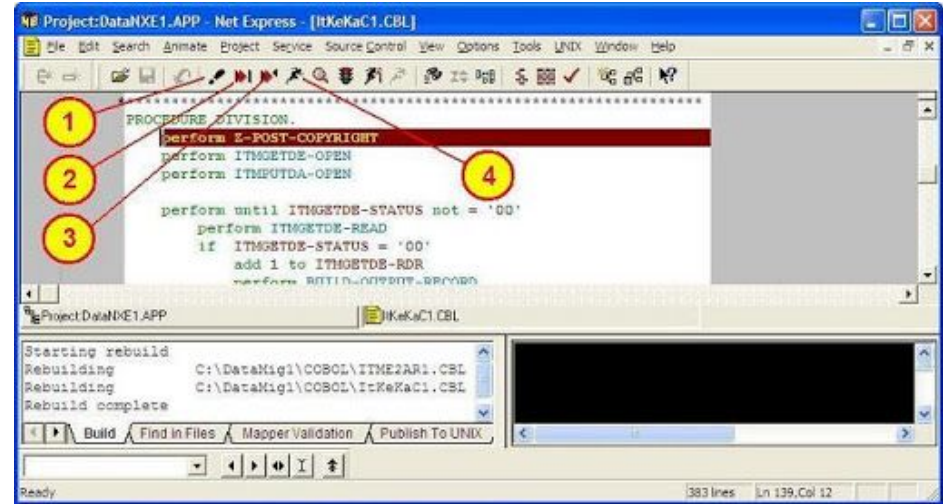 Project:DataNXE1.APP - Net Express - [ItKeKaC1.CBL]
File Edit Search Animate Project Service Source Control View Options Tools UNIX Window Help
1
2
3
4
PROCEDURE DIVISION.
perform Z-POST-COPYRIGHT
perform ITMGETDE-OPEN
perform ITMPUTDA-OPEN
perform until ITMGETDE-STATUS not = '00'
perform ITMGETDE-READ
if ITMGETDE-STATUS = '00'
add 1 to ITMGETDE-RDR
perform BUILD-OUTPUT-RECORD
Project:DataNXE1.APP
ItKeKaC1.CBL
Starting rebuild
Rebuilding C:\DataMig1\COBOL\ITME2AR1.CBL
Rebuilding C:\DataMig1\COBOL\ItKeKaC1.CBL
Rebuild complete
Build Find in Files Mapper Validation Publish To UNIX
Ready 383 lines Ln 139,Col 12